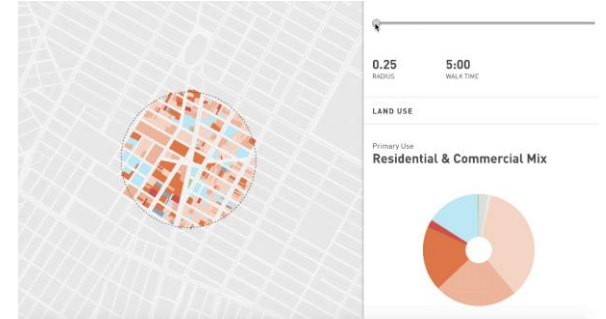 0.25 5:00
RADIUS WALK TIME
LAND USE
Primary Use
Residential & Commercial Mix